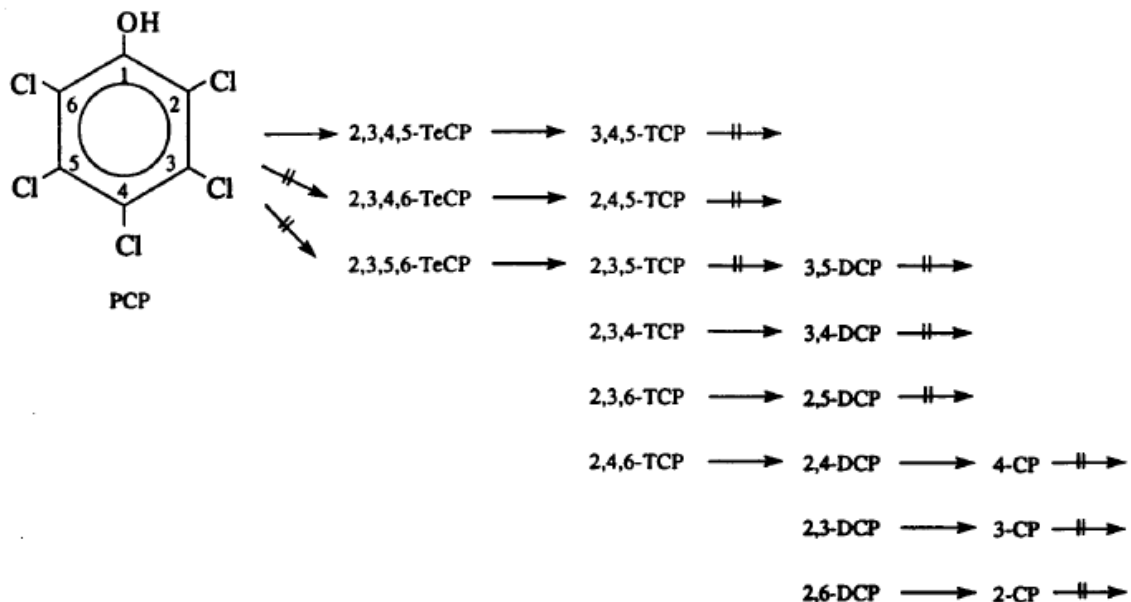 OH
Cl
1
Cl
6
2
2,3,4,5-TeCP 3,4,5-TCP
5
3
Cl
4
Cl
2,3,4,6-TeCP 2,4,5-TCP
Cl
2,3,5,6-TeCP 2,3,5-TCP 3,5-DCP
PCP
2,3,4-TCP 3,4-DCP
2,3,6-TCP 2,5-DCP
2,4,6-TCP 2,4-DCP 4-CP
2,3-DCP 3-CP
2,6-DCP 2-CP